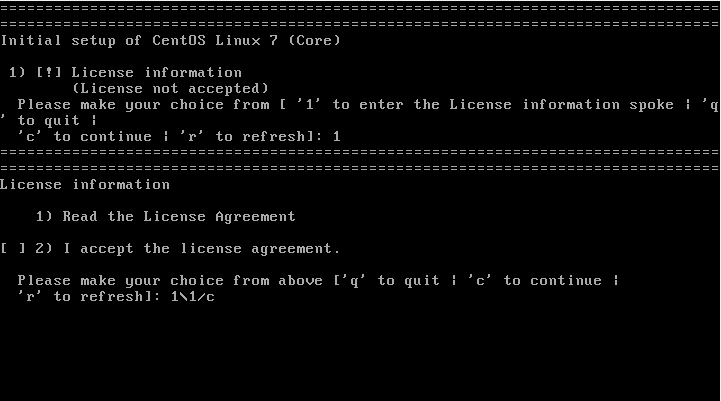 ================================================================================
================================================================================
Initial setup of CentOS Linux 7 (Core)
 1) [!] License information
        (License not accepted)
  Please make your choice from [ '1' to enter the License information spoke | 'q
' to quit |
  'c' to continue | 'r' to refresh]: 1
================================================================================
================================================================================
License information
    1) Read the License Agreement
[ ] 2) I accept the license agreement.
  Please make your choice from above ['q' to quit | 'c' to continue |
  'r' to refresh]: 1\1/c